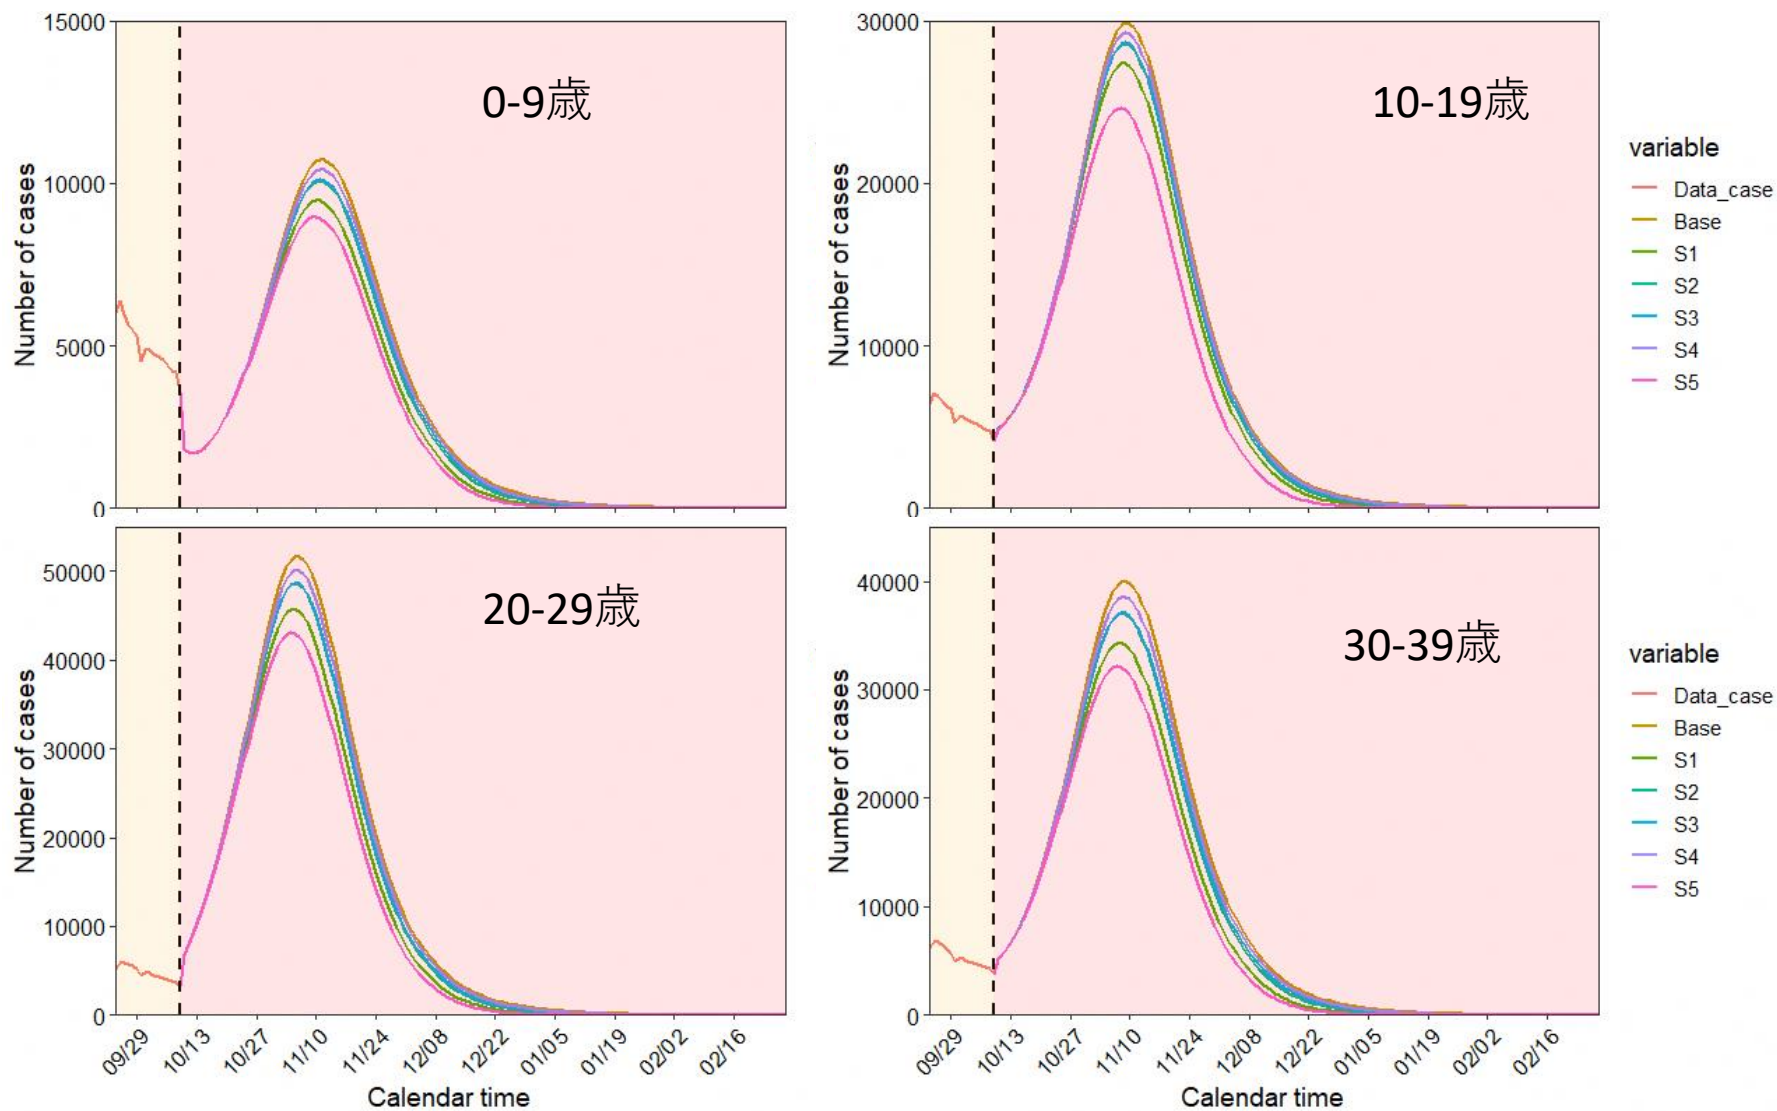 15000
10000
5000
0
Number of cases
0-9歳
30000
20000
10000
0
Number of cases
10-19歳
variable
Data_case
Base
S1
S2
S3
S4
S5
50000
40000
30000
20000
10000
0
Number of cases
20-29歳
09/29
10/13
10/27
11/10
11/24
12/08
12/22
01/05
01/19
02/02
02/16
Calendar time
40000
30000
20000
10000
0
Number of cases
30-39歳
09/29
10/13
10/27
11/10
11/24
12/08
12/22
01/05
01/19
02/02
02/16
Calendar time
variable
Data_case
Base
S1
S2
S3
S4
S5